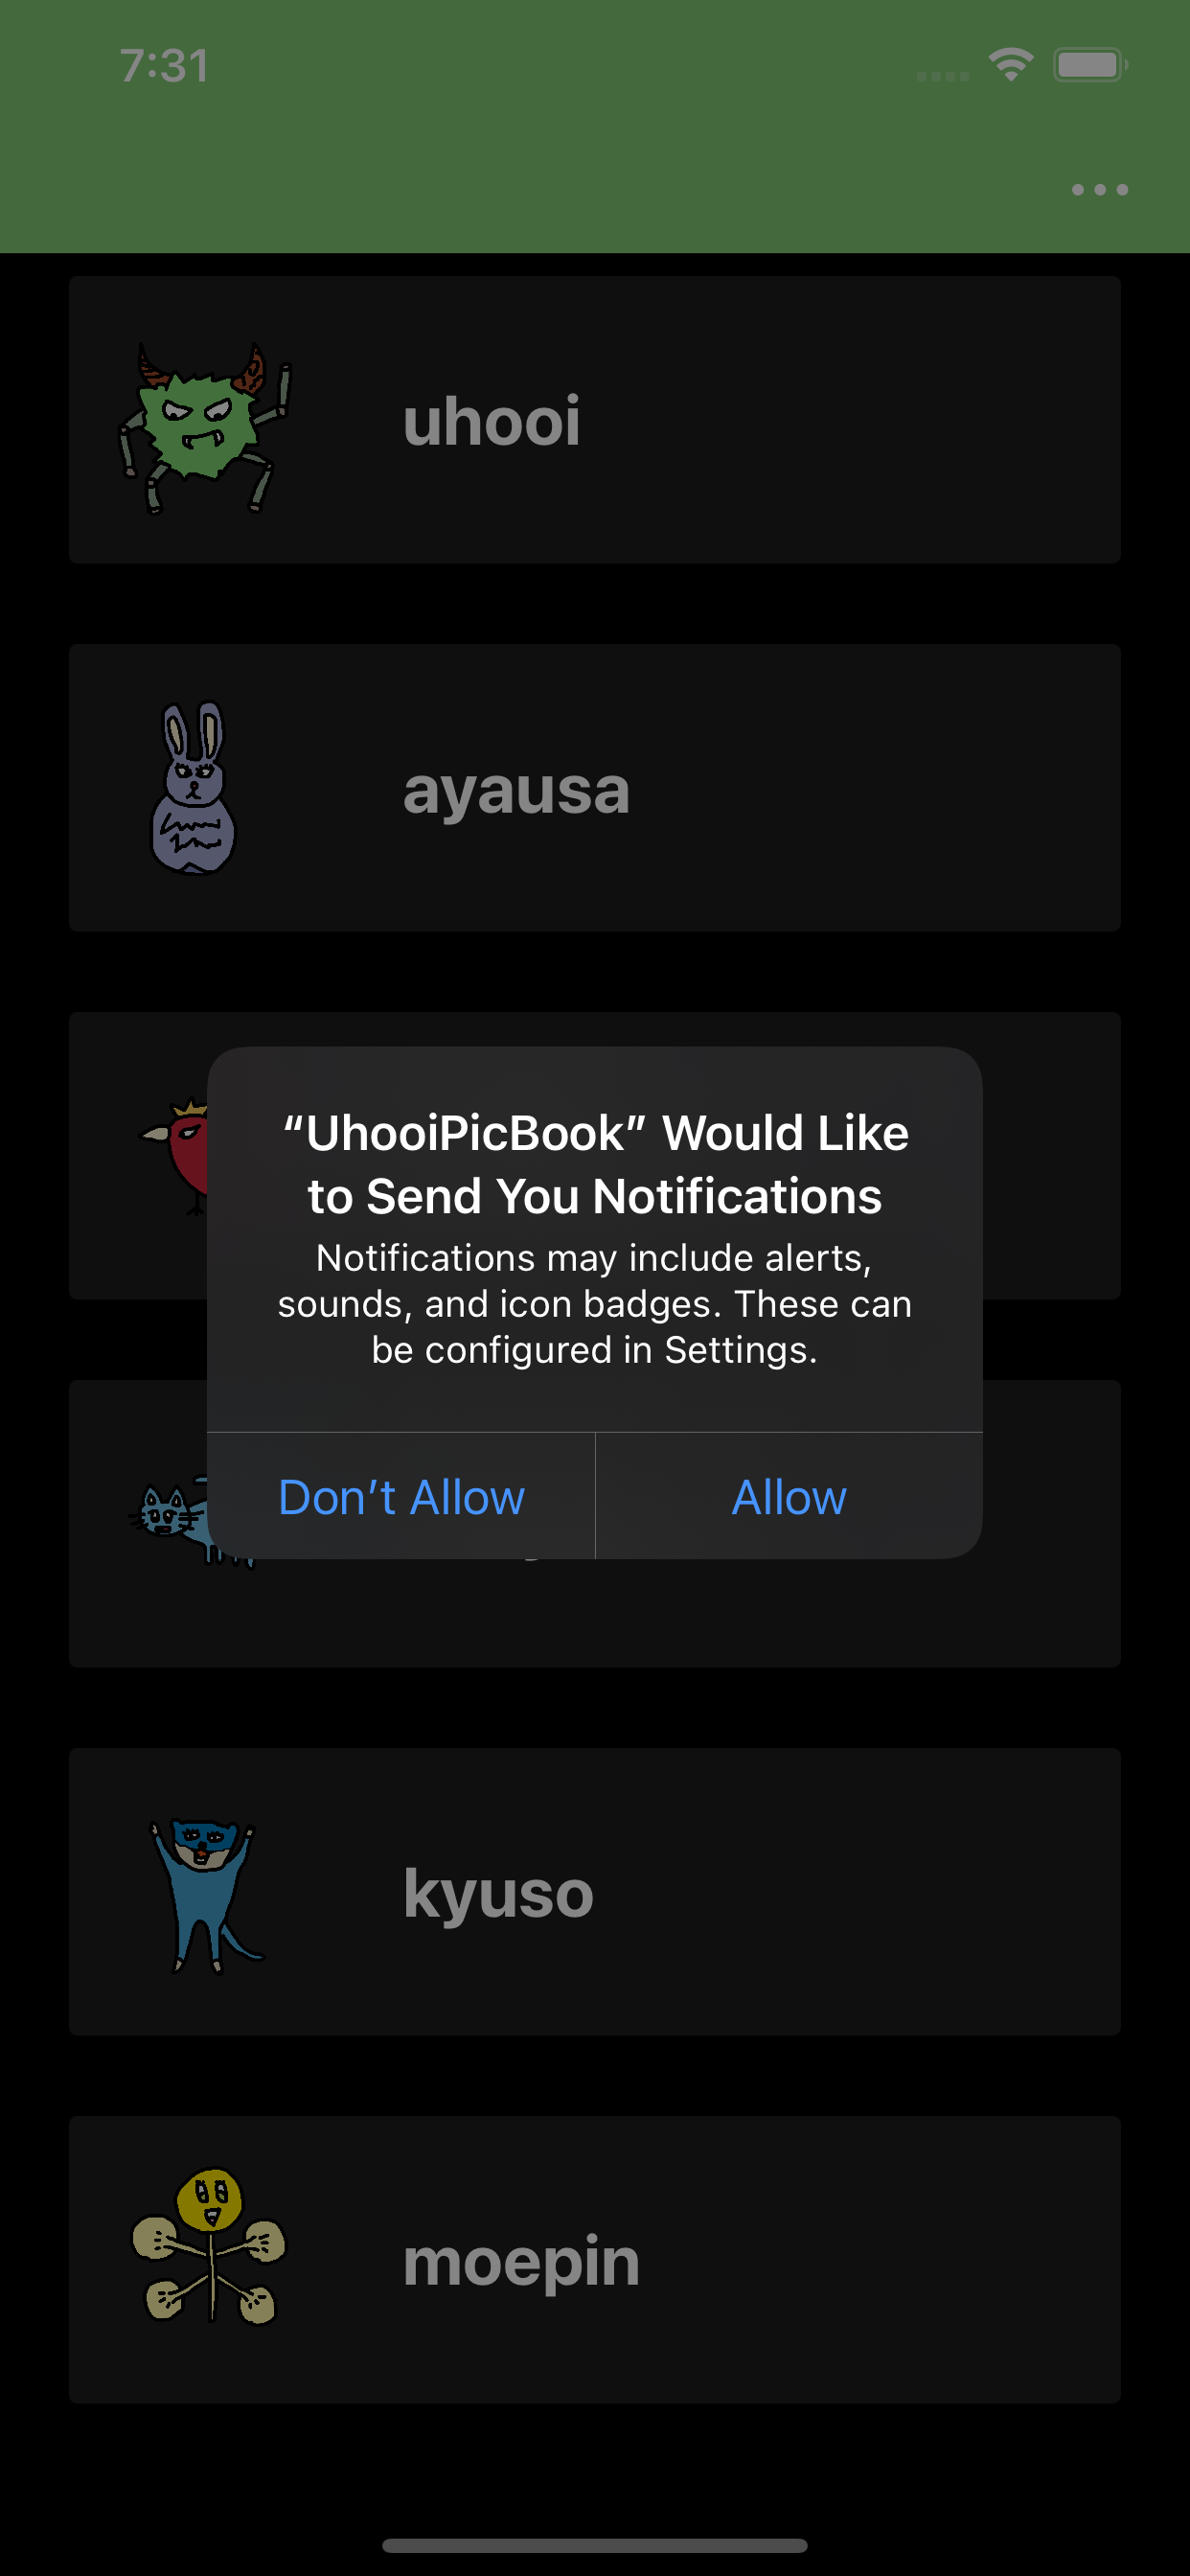 7:31
uhooi
ayausa
“UhooiPicBook” Would Like
to Send You Notifications
Notifications may include alerts,
sounds, and icon badges. These can
be configured in Settings.
Don’t Allow
Allow
kyuso
moepin